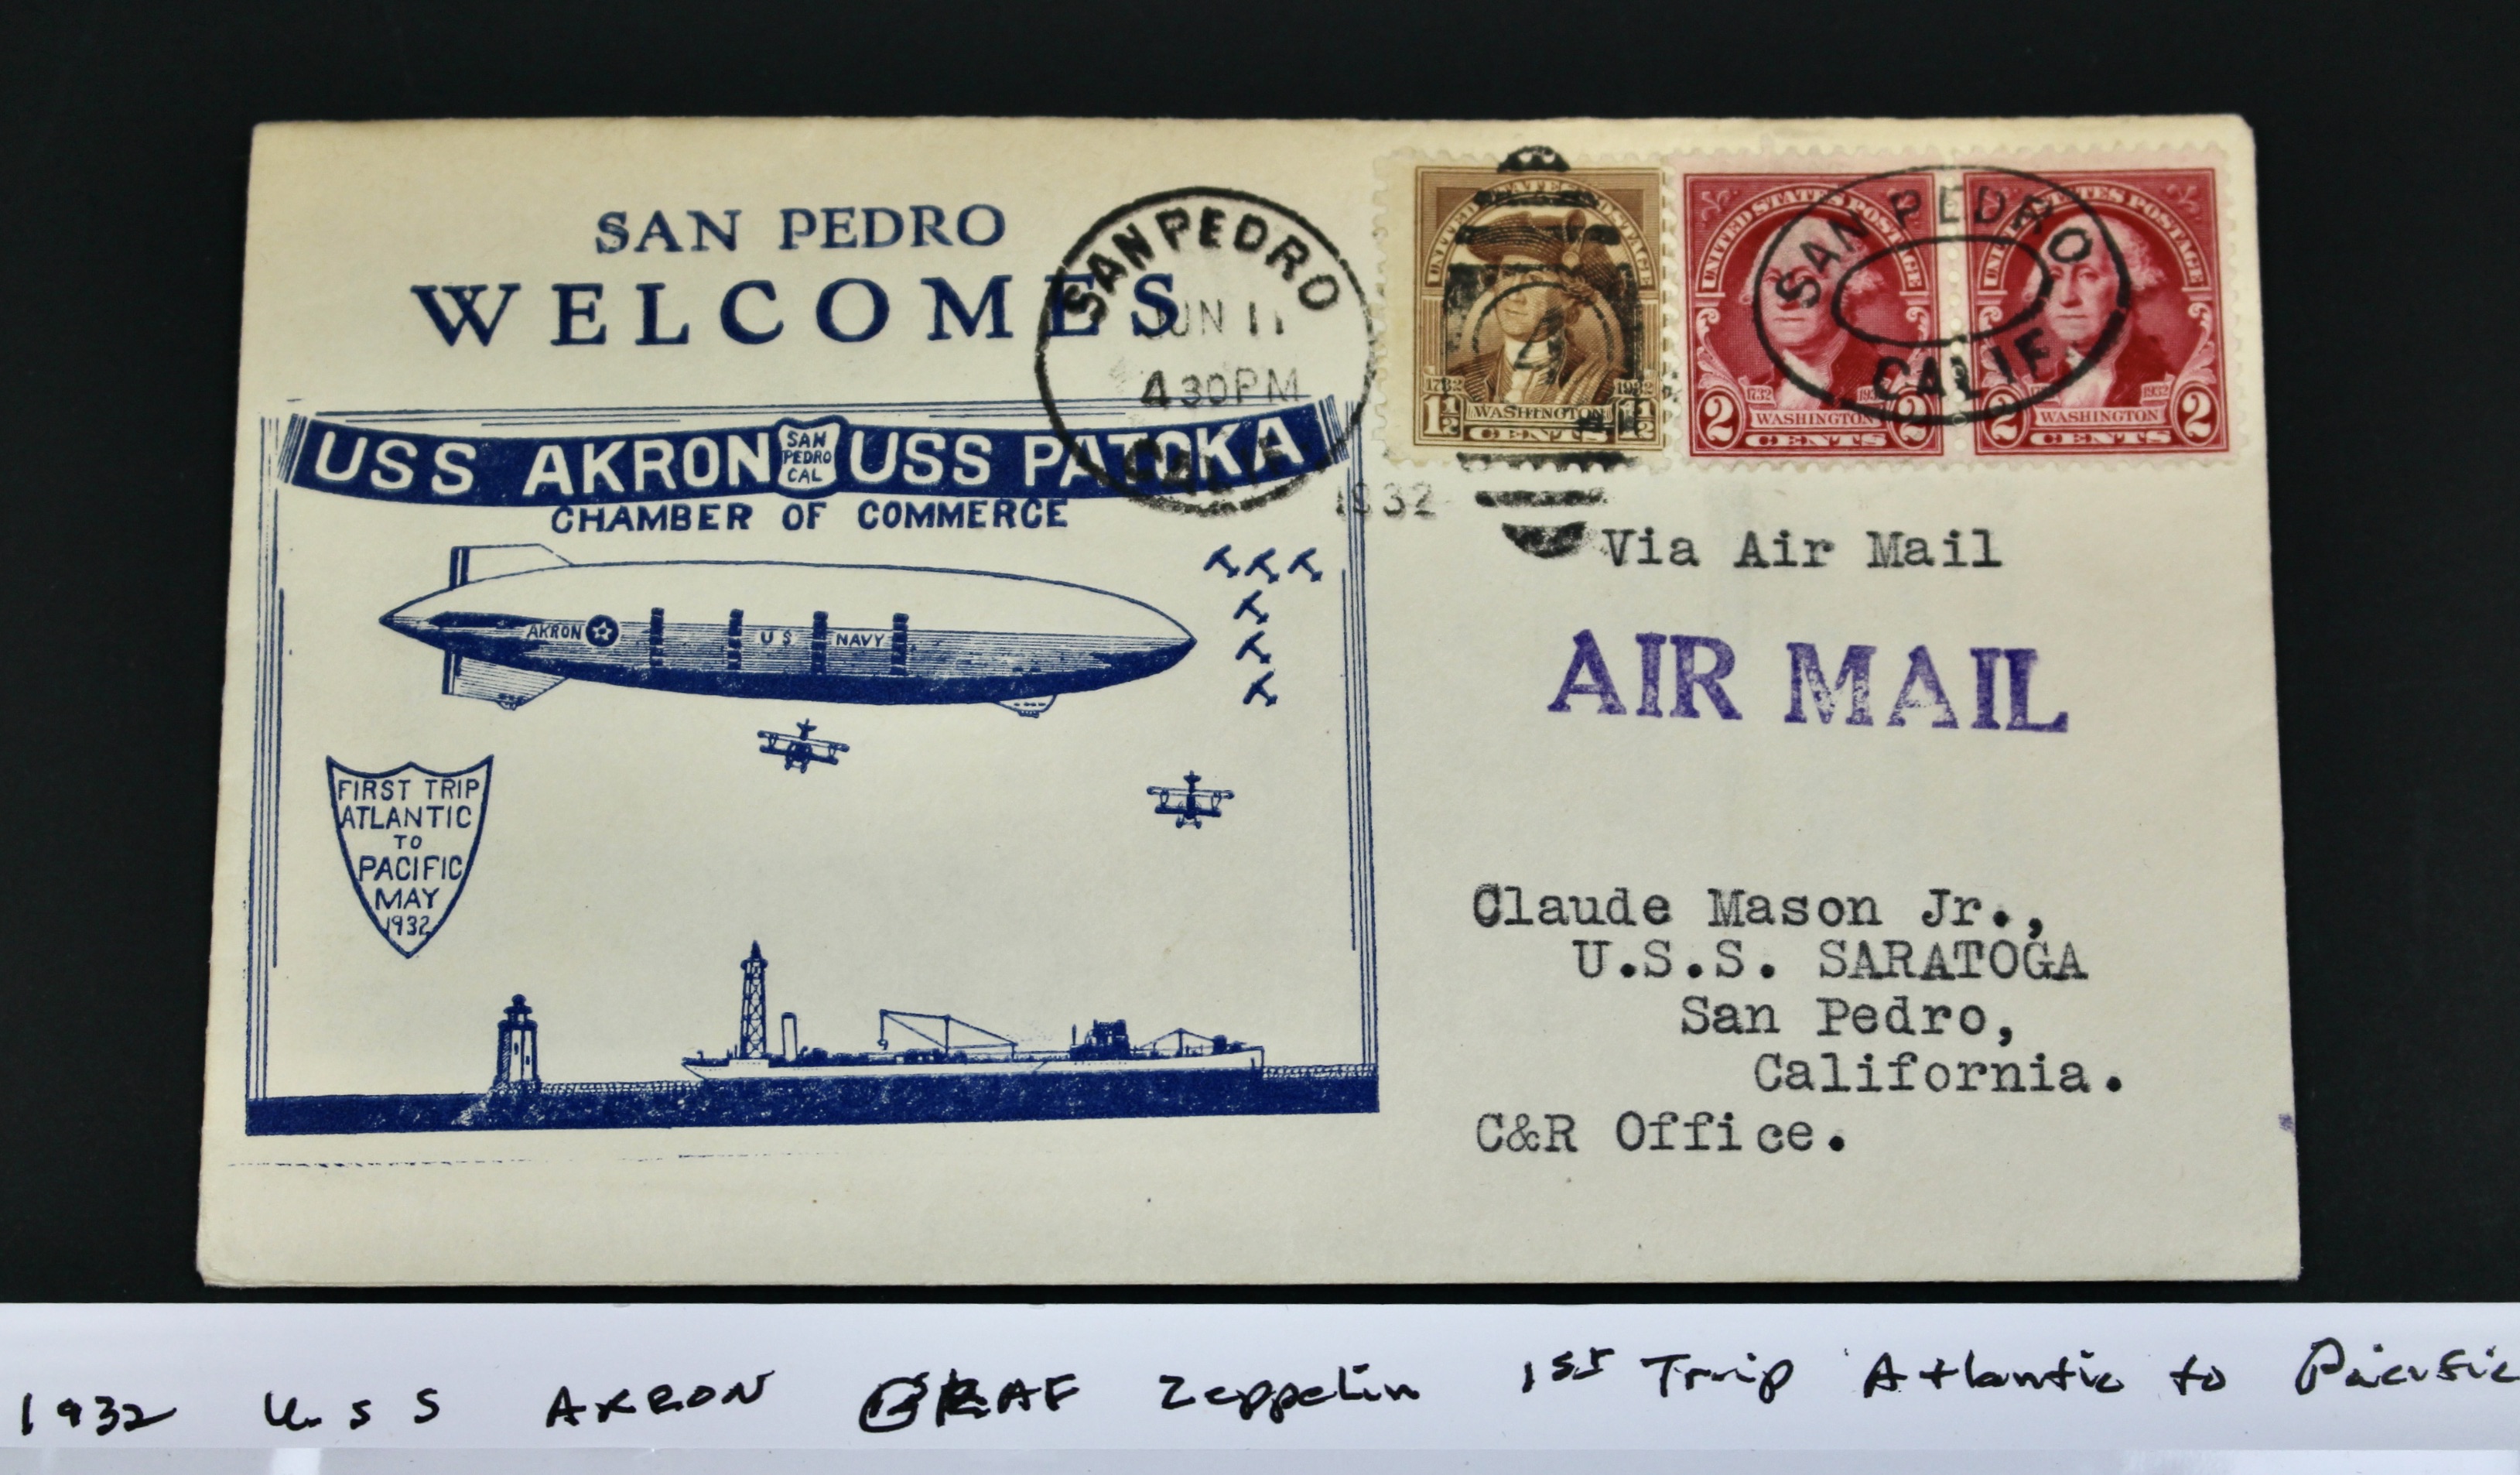 SAN PEDRO
WELCOMES
USS AKRON SAN PEDRO CAL USS PATOKA
CHAMBER OF COMMERCE
AKRON U S NAVY
FIRST TRIP
ATLANTIC
TO
PACIFIC
MAY
1932
SAN PEDRO
JUN 11
4 30PM
CALIF.
1932
UNITED STATES POSTAGE
4
1732 1932
1½ WASHINGTON 1½
CENTS
UNITED STATES POSTAGE
1732 1932
2 WASHINGTON 2
CENTS
UNITED STATES POSTAGE
1732 1932
2 WASHINGTON 2
CENTS
SAN PEDRO
CALIF
Via Air Mail
AIR MAIL
Claude Mason Jr.,
U.S.S. SARATOGA
San Pedro,
California.
C&R Office.
1932 U.S S AKRON GRAF Zeppelin 1st Trip Atlantic to Pacific